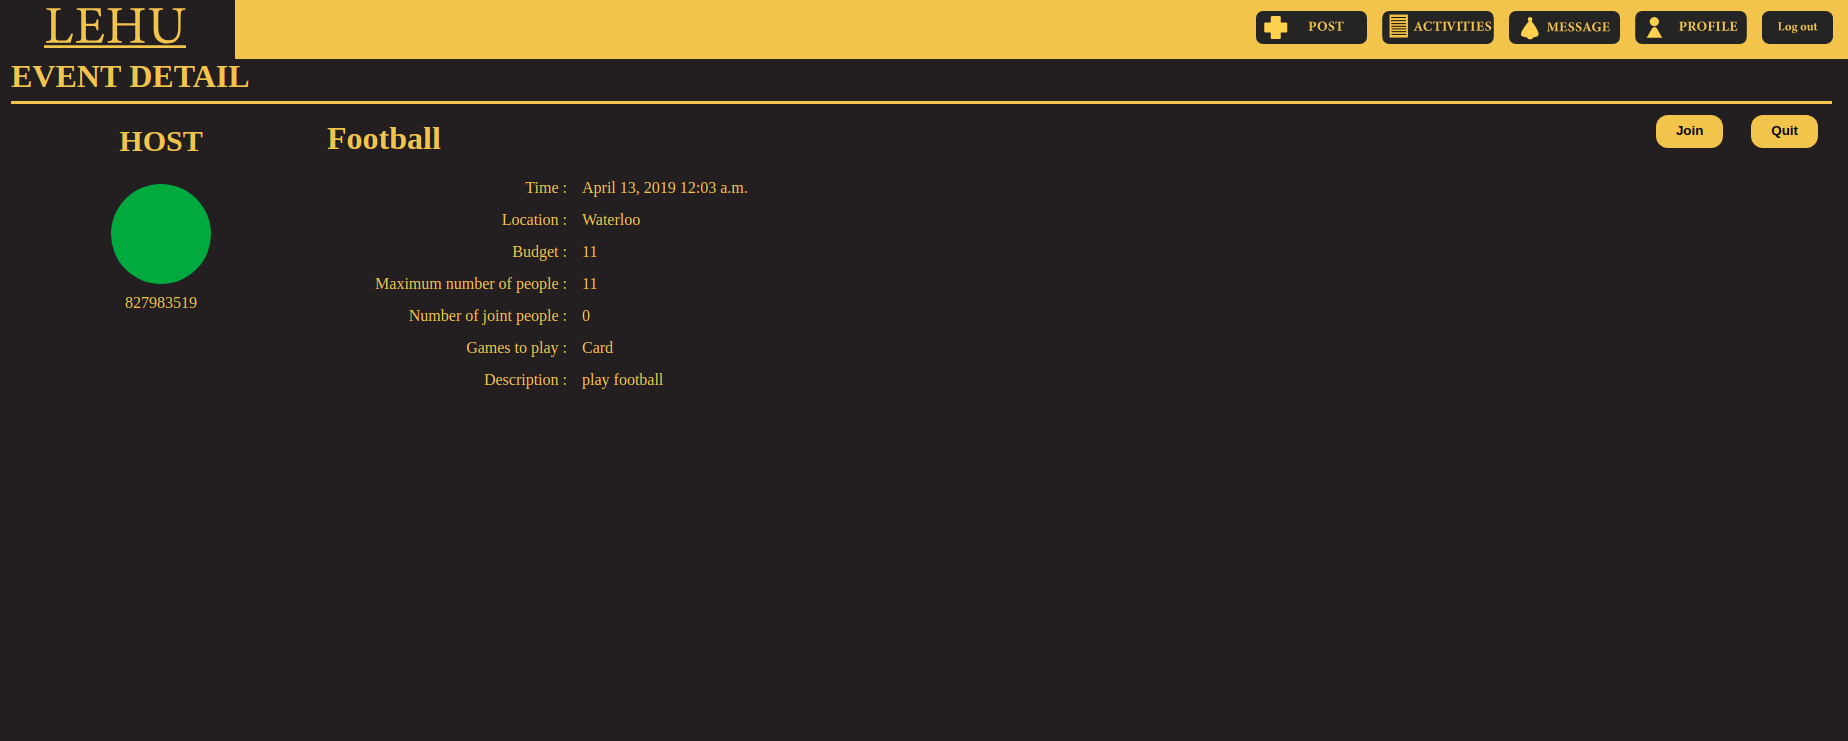 LEHU
POST
ACTIVITIES
MESSAGE
PROFILE
Log out
EVENT DETAIL
HOST
Football
Join
Quit
Time : April 13, 2019 12:03 a.m.
Location : Waterloo
Budget : 11
Maximum number of people : 11
827983519
Number of joint people : 0
Games to play : Card
Description : play football